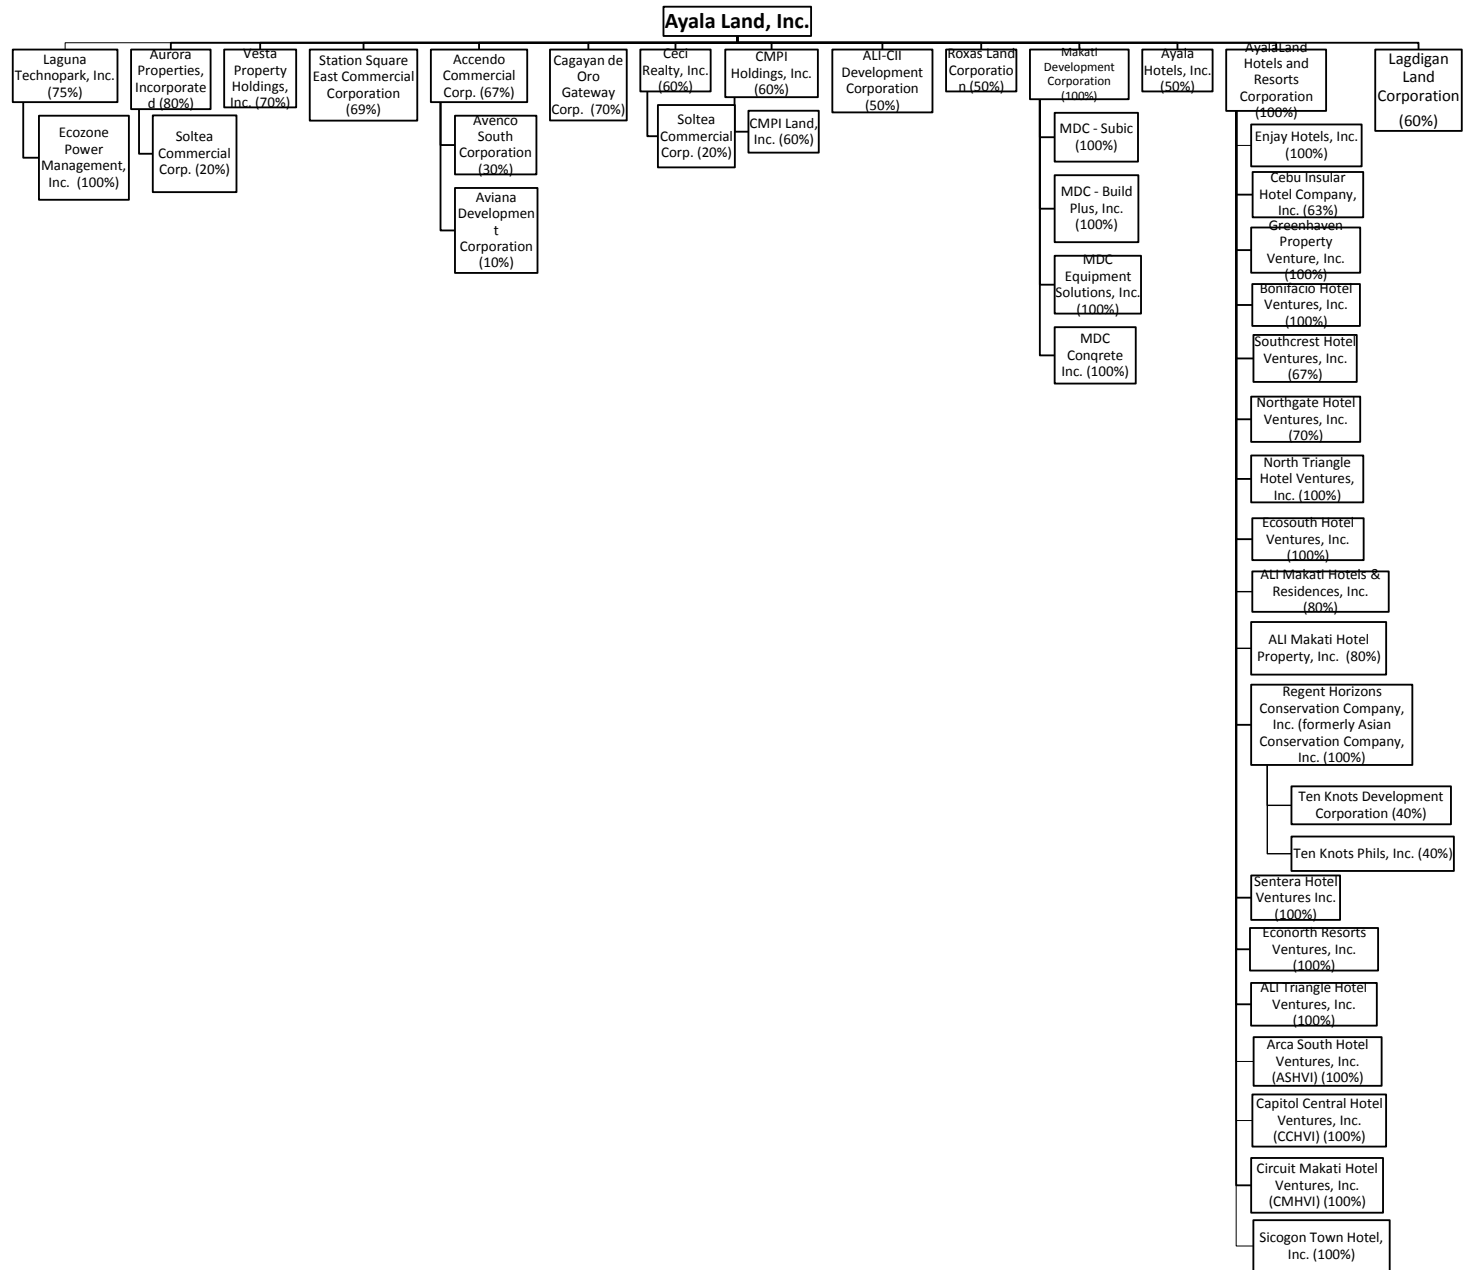 Ayala Land, Inc.
Laguna
Technopark, Inc.
(75%)
Ecozone
Power
Management,
Inc. (100%)
Aurora
Properties,
Incorporate
d (80%)
Soltea
Commercial
Corp. (20%)
Vesta
Property
Holdings,
Inc. (70%)
Station Square
East Commercial
Corporation
(69%)
Accendo
Commercial
Corp. (67%)
Avenco
South
Corporation
(30%)
Aviana
Developmen
t
Corporation
(10%)
Cagayan de
Oro
Gateway
Corp. (70%)
Ceci
Realty, Inc.
(60%)
Soltea
Commercial
Corp. (20%)
CMPI
Holdings, Inc.
(60%)
CMPI Land,
Inc. (60%)
ALI-CII
Development
Corporation
(50%)
Roxas Land
Corporatio
n (50%)
Makati
Development
Corporation
(100%)
MDC - Subic
(100%)
MDC - Build
Plus, Inc.
(100%)
MDC
Equipment
Solutions, Inc.
(100%)
MDC
Conqrete
Inc. (100%)
Ayala
Hotels, Inc.
(50%)
AyalaLand
Hotels and
Resorts
Corporation
(100%)
Enjay Hotels, Inc.
(100%)
Cebu Insular
Hotel Company,
Inc. (63%)
Greenhaven
Property
Venture, Inc.
(100%)
Bonifacio Hotel
Ventures, Inc.
(100%)
Southcrest Hotel
Ventures, Inc.
(67%)
Northgate Hotel
Ventures, Inc.
(70%)
North Triangle
Hotel Ventures,
Inc. (100%)
Ecosouth Hotel
Ventures, Inc.
(100%)
ALI Makati Hotels &
Residences, Inc.
(80%)
ALI Makati Hotel
Property, Inc. (80%)
Regent Horizons
Conservation Company,
Inc. (formerly Asian
Conservation Company,
Inc. (100%)
Ten Knots Development
Corporation (40%)
Ten Knots Phils, Inc. (40%)
Sentera Hotel
Ventures Inc.
(100%)
Econorth Resorts
Ventures, Inc.
(100%)
ALI Triangle Hotel
Ventures, Inc.
(100%)
Arca South Hotel
Ventures, Inc.
(ASHVI) (100%)
Capitol Central Hotel
Ventures, Inc.
(CCHVI) (100%)
Circuit Makati Hotel
Ventures, Inc.
(CMHVI) (100%)
Sicogon Town Hotel,
Inc. (100%)
Lagdigan
Land
Corporation
(60%)